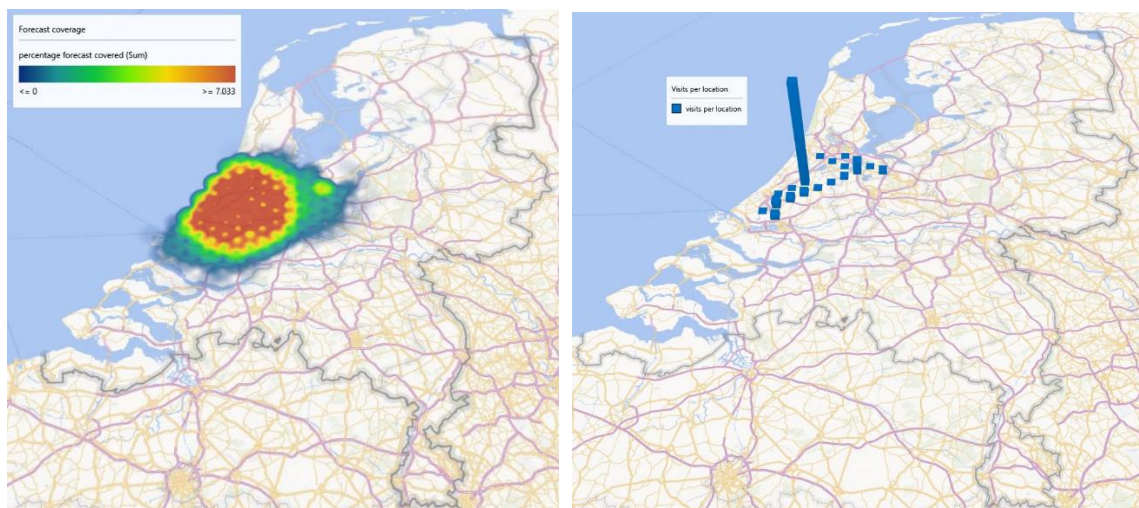 Forecast coverage
percentage forecast covered (Sum)
<= 0 >= 7.033
Visits per location
visits per location